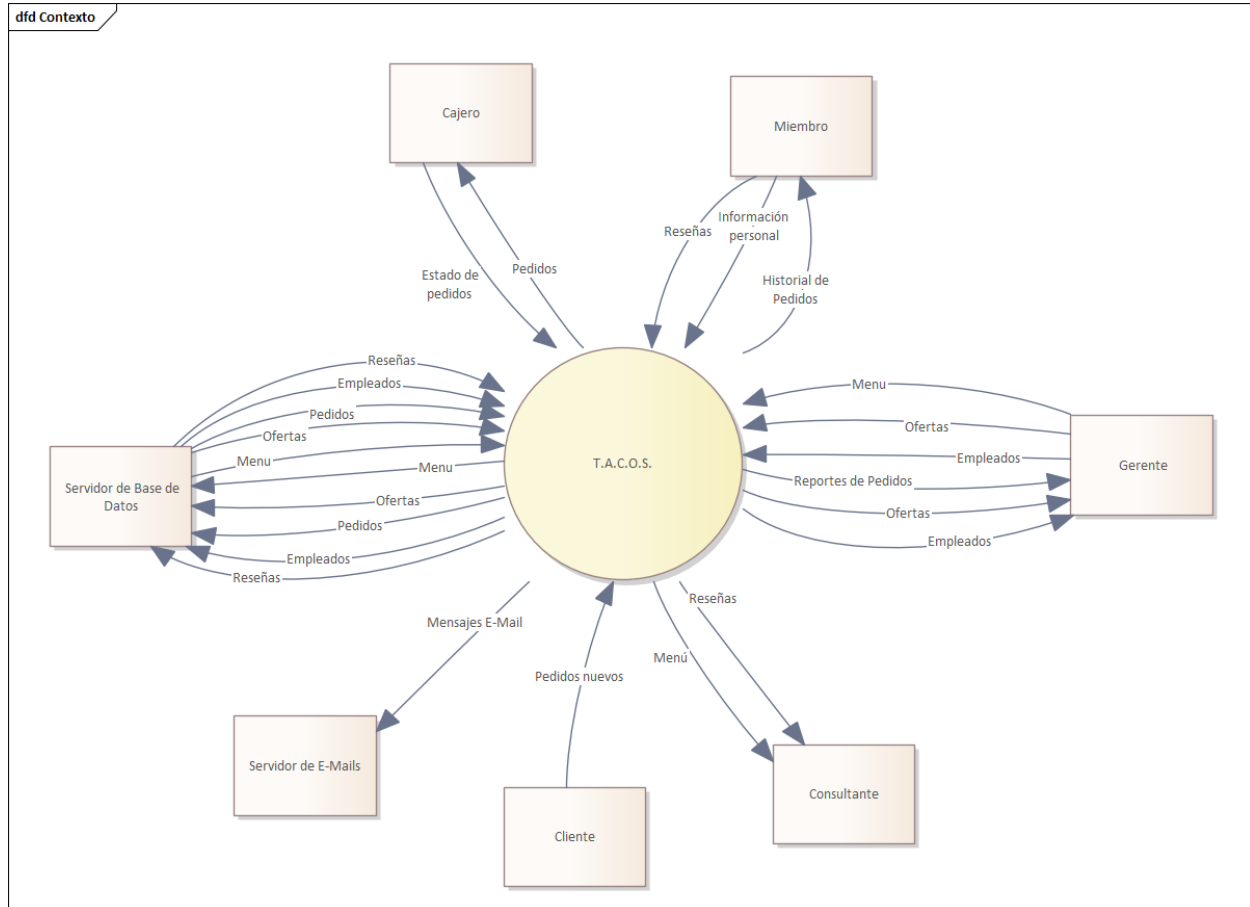 dfd Contexto
Cajero
Miembro
Reseñas
Información
personal
Estado de
pedidos
Pedidos
Historial de
Pedidos
Reseñas
Empleados
Pedidos
Ofertas
Menu
Menu
Ofertas
Pedidos
Empleados
Reseñas
Servidor de Base de
Datos
T.A.C.O.S.
Menu
Ofertas
Empleados
Reportes de Pedidos
Ofertas
Empleados
Gerente
Mensajes E-Mail
Reseñas
Menú
Pedidos nuevos
Servidor de E-Mails
Cliente
Consultante